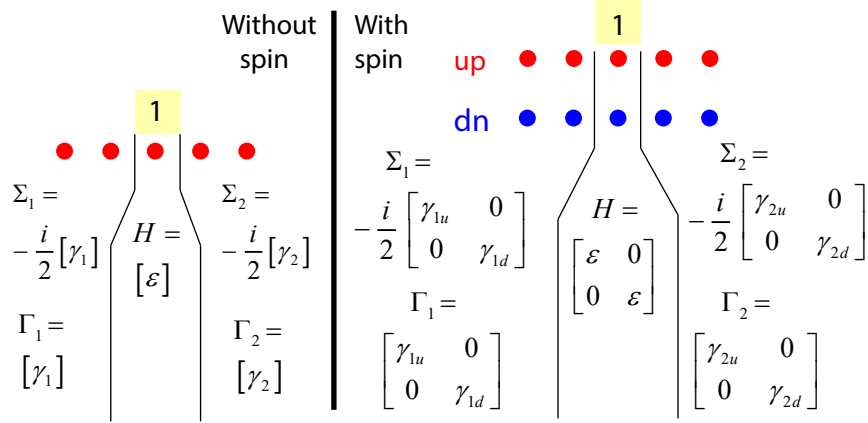 Without
spin
1
Σ₁ =
-i/2 [γ₁]
H =
[ε]
Σ₂ =
-i/2 [γ₂]
Γ₁ =
[γ₁]
Γ₂ =
[γ₂]
With
spin
1
up
dn
Σ₁ =
-i/2 [γ₁ᵤ 0
0 γ₁d]
H =
[ε 0
0 ε]
Σ₂ =
-i/2 [γ₂ᵤ 0
0 γ₂d]
Γ₁ =
[γ₁ᵤ 0
0 γ₁d]
Γ₂ =
[γ₂ᵤ 0
0 γ₂d]